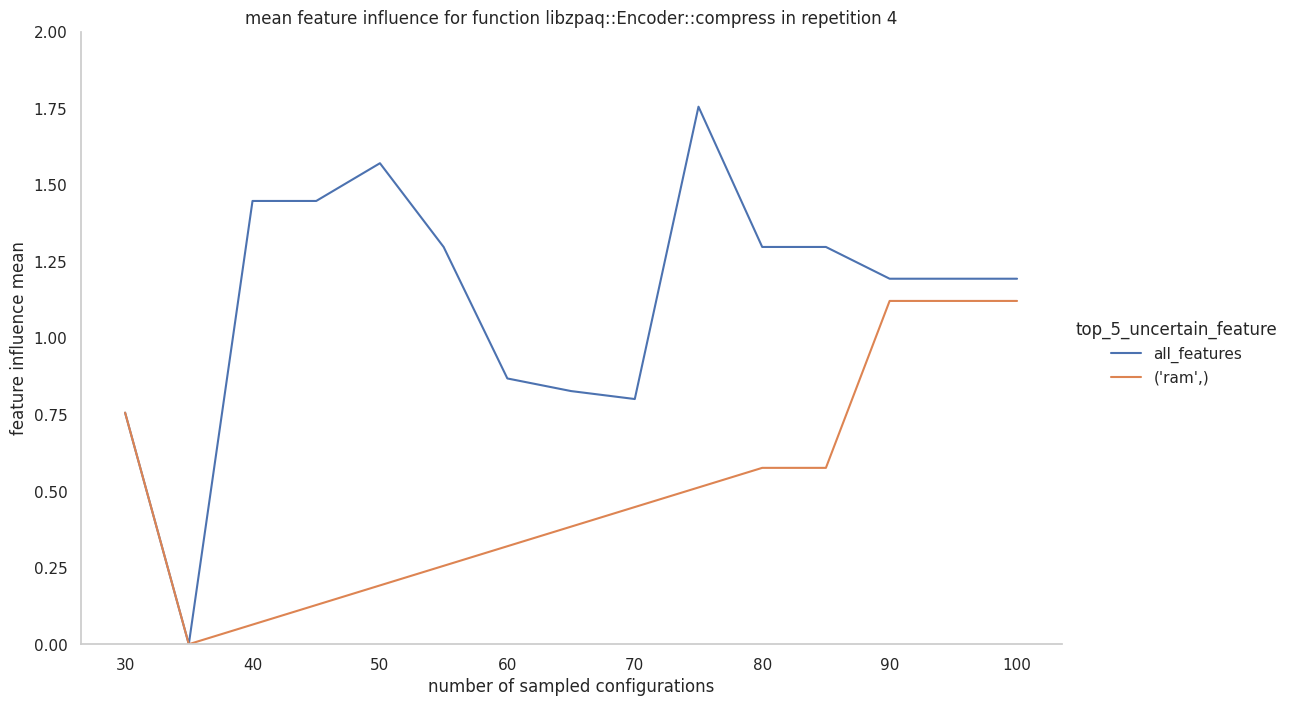 mean feature influence for function libzpaq::Encoder::compress in repetition 4
2.00
1.75
1.50
1.25
1.00
0.75
0.50
0.25
0.00
feature influence mean
30 40 50 60 70 80 90 100
number of sampled configurations
top_5_uncertain_feature
all_features
('ram',)